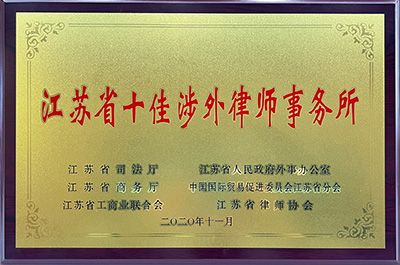 江苏省十佳涉外律师事务所
江苏省司法厅 江苏省人民政府外事办公室
江苏省商务厅 中国国际贸易促进委员会江苏省分会
江苏省工商业联合会 江苏省律师协会
二〇二〇年十一月